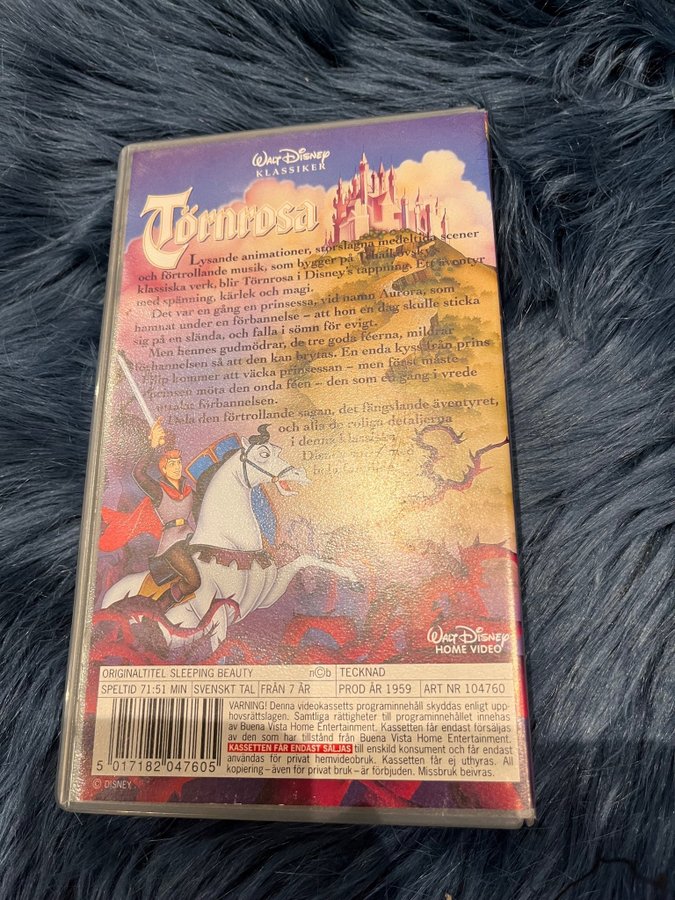 WALT DISNEY
KLASSIKER
Törnrosa
Lysande animationer, storslagna medeltida scener
och förtrollande musik, som bygger på Tchaikovskys
klassiska verk, blir Törnrosa i Disney's tappning. Ett äventyr
med spänning, kärlek och magi.
Det var en gång en prinsessa, vid namn Aurora, som
hamnat under en förbannelse – att hon en dag skulle sticka
sig på en slända, och falla i sömn för evigt.
Men hennes gudmödrar, de tre goda féerna, mildrar
förbannelsen så att den kan brytas. En enda kyss från prins
Filip kommer att väcka prinsessan – men först måste
prinsen möta den onda féen – den som en gång i vrede
uttalat förbannelsen.
Dela den förtrollande sagan, det fängslande äventyret,
och alla de roliga detaljerna
i denna klassiska
WALT DISNEY
HOME VIDEO
ORIGINALTITEL SLEEPING BEAUTY n©b TECKNAD
SPELTID 71:51 MIN SVENSKT TAL FRÅN 7 ÅR PROD ÅR 1959 ART NR 104760
VARNING! Denna videokassetts programinnehåll skyddas enligt upp-
hovsrättslagen. Samtliga rättigheter till programinnehållet innehas
av Buena Vista Home Entertainment. Kassetten får endast försäljas
av den som har tillstånd från Buena Vista Home Entertainment.
KASSETTEN FÅR ENDAST SÄLJAS till enskild konsument och får endast
användas för privat hemvideobruk. Kassetten får ej uthyras. All
kopiering – även för privat bruk – är förbjuden. Missbruk beivras.
5 017182 047605
© DISNEY